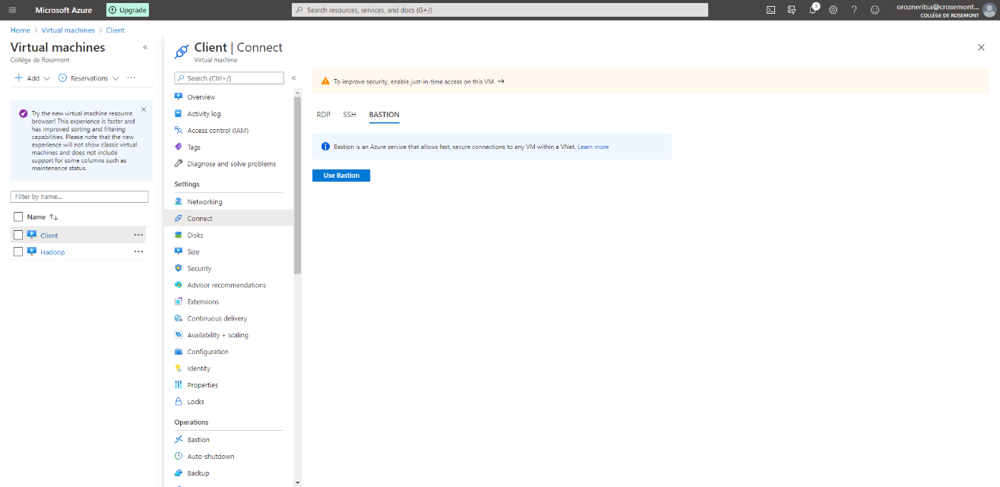 Microsoft Azure
Upgrade
Search resources, services, and docs (G+/)
3
orozneritsa@crosemont...
COLLÈGE DE ROSEMONT
Home > Virtual machines > Client
Virtual machines
«
Collège de Rosemont
Add
Reservations
...
Try the new virtual machine resource
browser! This experience is faster and
has improved sorting and filtering
capabilities. Please note that the new
experience will not show classic virtual
machines and does not include
support for some columns such as
maintenance status.
Filter by name...
Name ↑↓
Client ...
Hadoop ...
Client | Connect
Virtual machine
Search (Ctrl+/)
«
Overview
Activity log
Access control (IAM)
Tags
Diagnose and solve problems
Settings
Networking
Connect
Disks
Size
Security
Advisor recommendations
Extensions
Continuous delivery
Availability + scaling
Configuration
Identity
Properties
Locks
Operations
Bastion
Auto-shutdown
Backup
To improve security, enable just-in-time access on this VM. →
RDP SSH BASTION
Bastion is an Azure service that allows fast, secure connections to any VM within a VNet. Learn more
Use Bastion